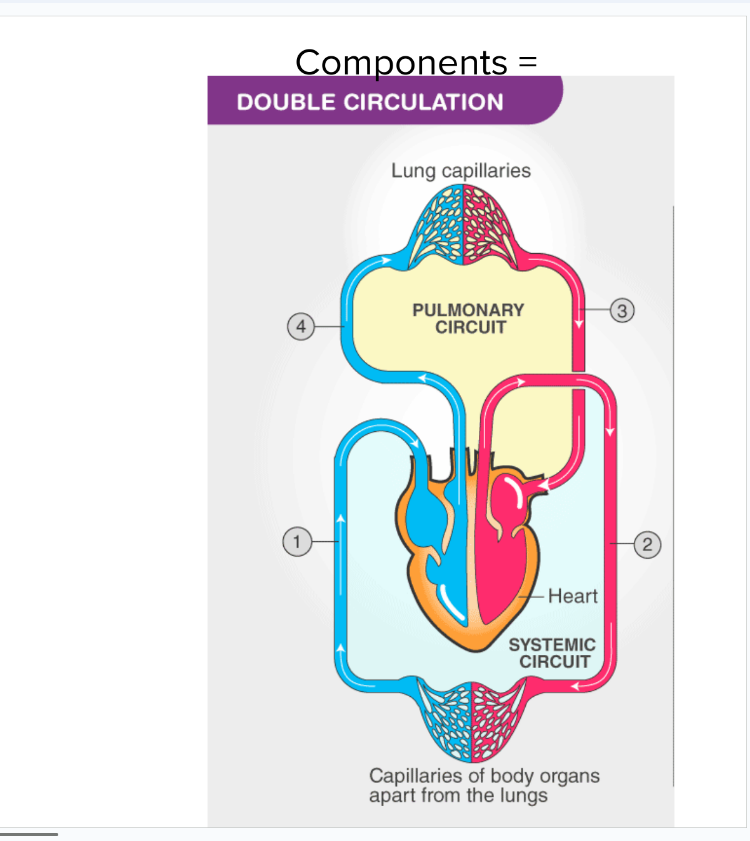 Components =
DOUBLE CIRCULATION
Lung capillaries
PULMONARY
CIRCUIT
3
4
1
2
Heart
SYSTEMIC
CIRCUIT
Capillaries of body organs
apart from the lungs